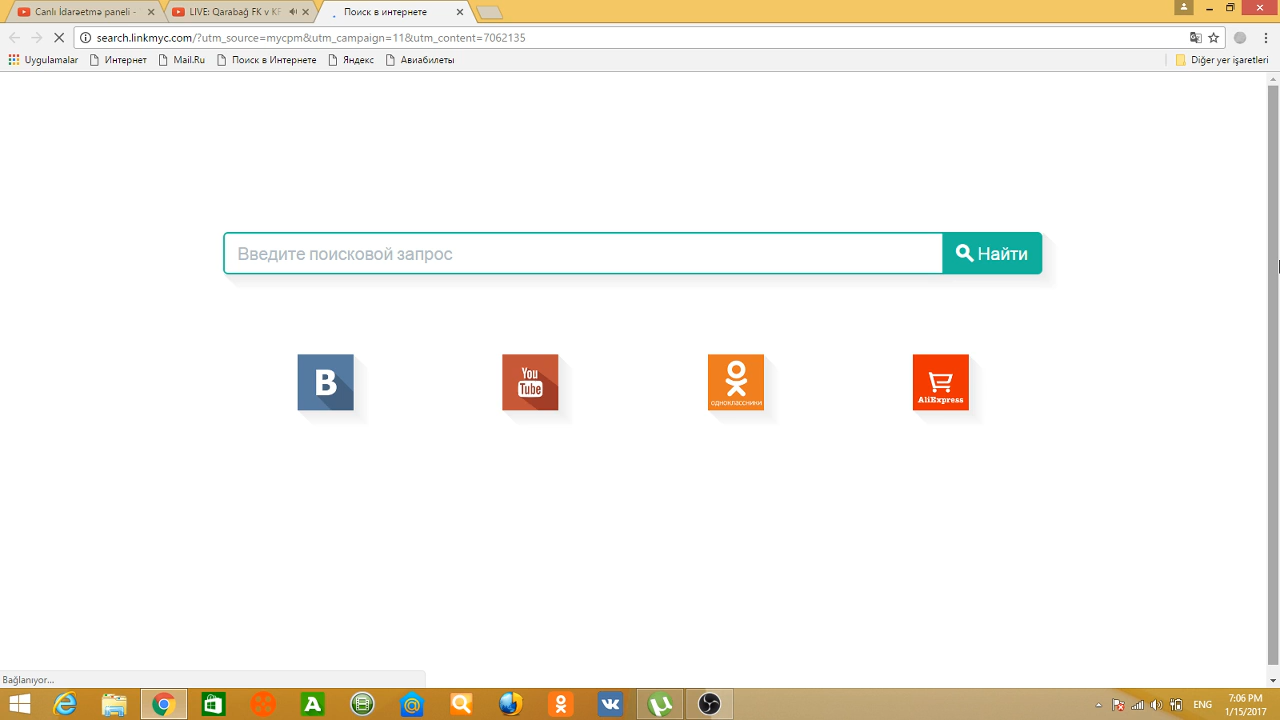 Canlı İdarəetmə paneli -
LIVE: Qarabağ FK v KF
Поиск в интернете
search.linkmyc.com/?utm_source=mycpm&utm_campaign=11&utm_content=7062135
Uygulamalar
Интернет
Mail.Ru
Поиск в Интернете
Яндекс
Авиабилеты
Diğer yer işaretleri
Введите поисковой запрос
Найти
B
You
Tube
одноклассники
AliExpress
Bağlanıyor...
ENG
7:06 PM
1/15/2017